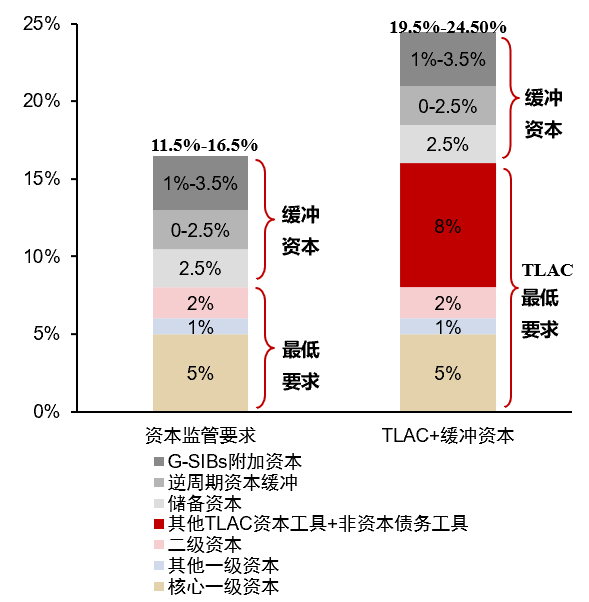 25%
20%
15%
10%
5%
0%
11.5%-16.5%
1%-3.5%
0-2.5%
2.5%
2%
1%
5%
缓冲
资本
最低
要求
19.5%-24.50%
1%-3.5%
0-2.5%
2.5%
8%
2%
1%
5%
缓冲
资本
TLAC
最低
要求
资本监管要求
TLAC+缓冲资本
G-SIBs附加资本
逆周期资本缓冲
储备资本
其他TLAC资本工具+非资本债务工具
二级资本
其他一级资本
核心一级资本